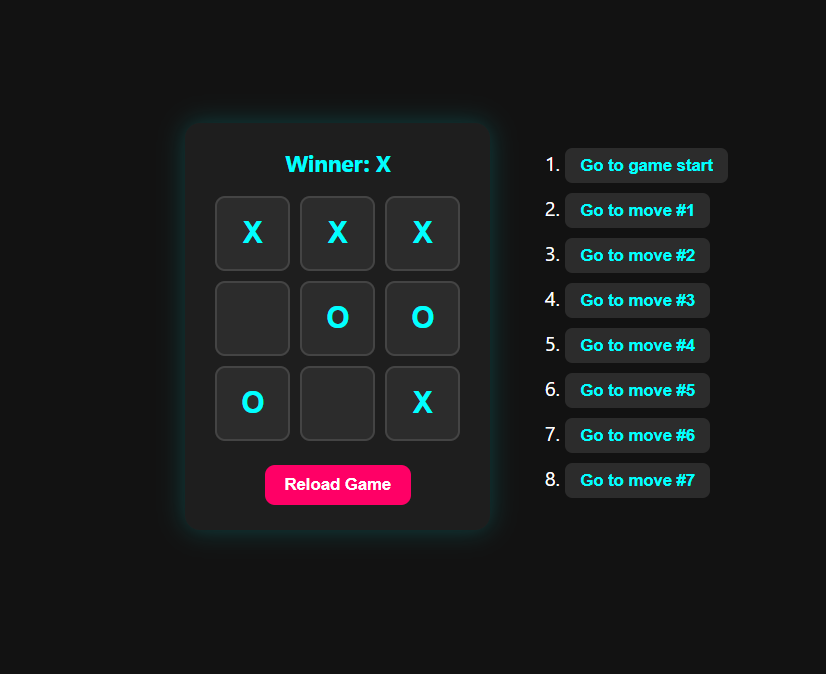 Winner: X
X X X
O O
O X
Reload Game
1. Go to game start
2. Go to move #1
3. Go to move #2
4. Go to move #3
5. Go to move #4
6. Go to move #5
7. Go to move #6
8. Go to move #7